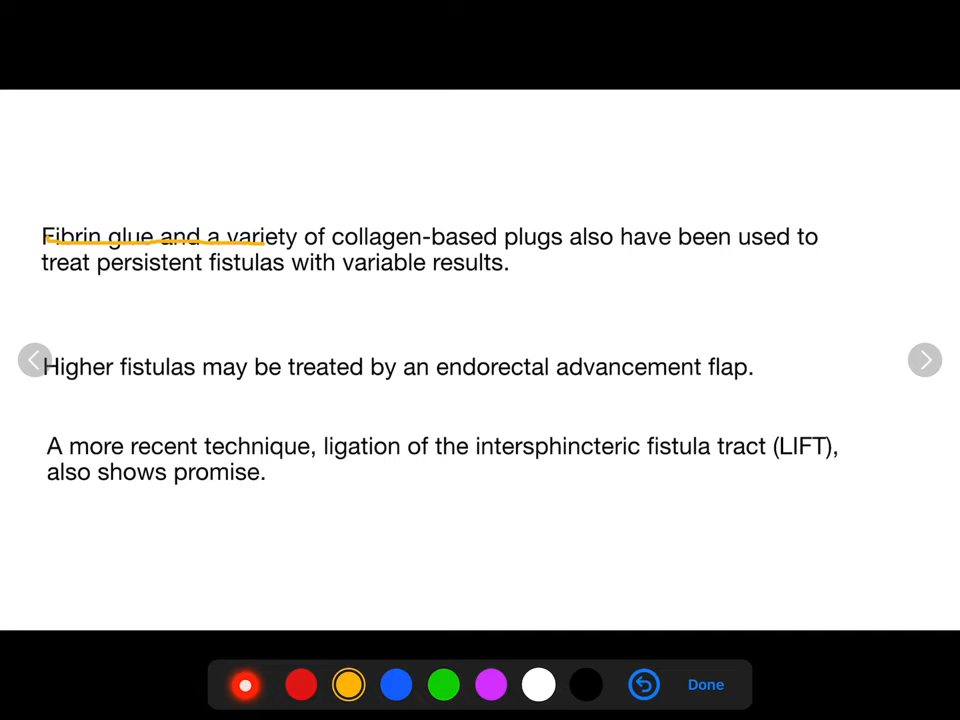 Fibrin glue and a variety of collagen-based plugs also have been used to
treat persistent fistulas with variable results.
Higher fistulas may be treated by an endorectal advancement flap.
A more recent technique, ligation of the intersphincteric fistula tract (LIFT),
also shows promise.
Done